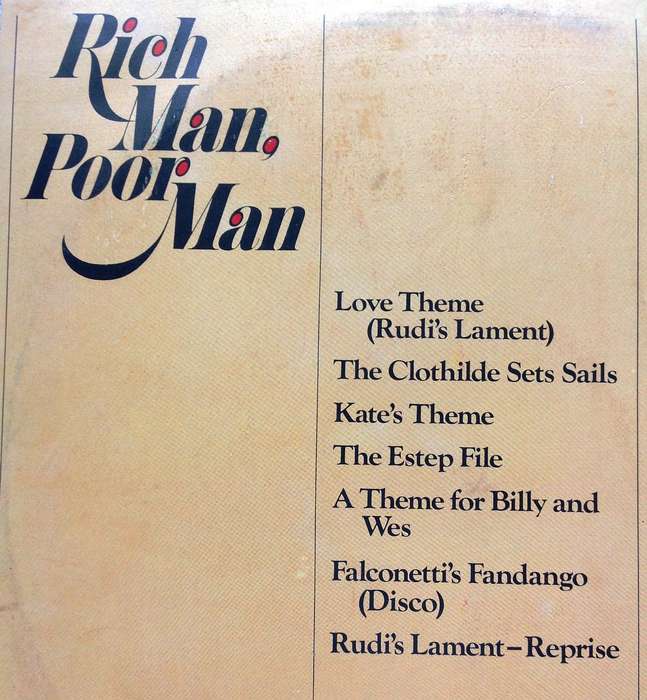 Rich
Man,
Poor
Man
Love Theme
(Rudi's Lament)
The Clothilde Sets Sails
Kate's Theme
The Estep File
A Theme for Billy and
Wes
Falconetti's Fandango
(Disco)
Rudi's Lament–Reprise